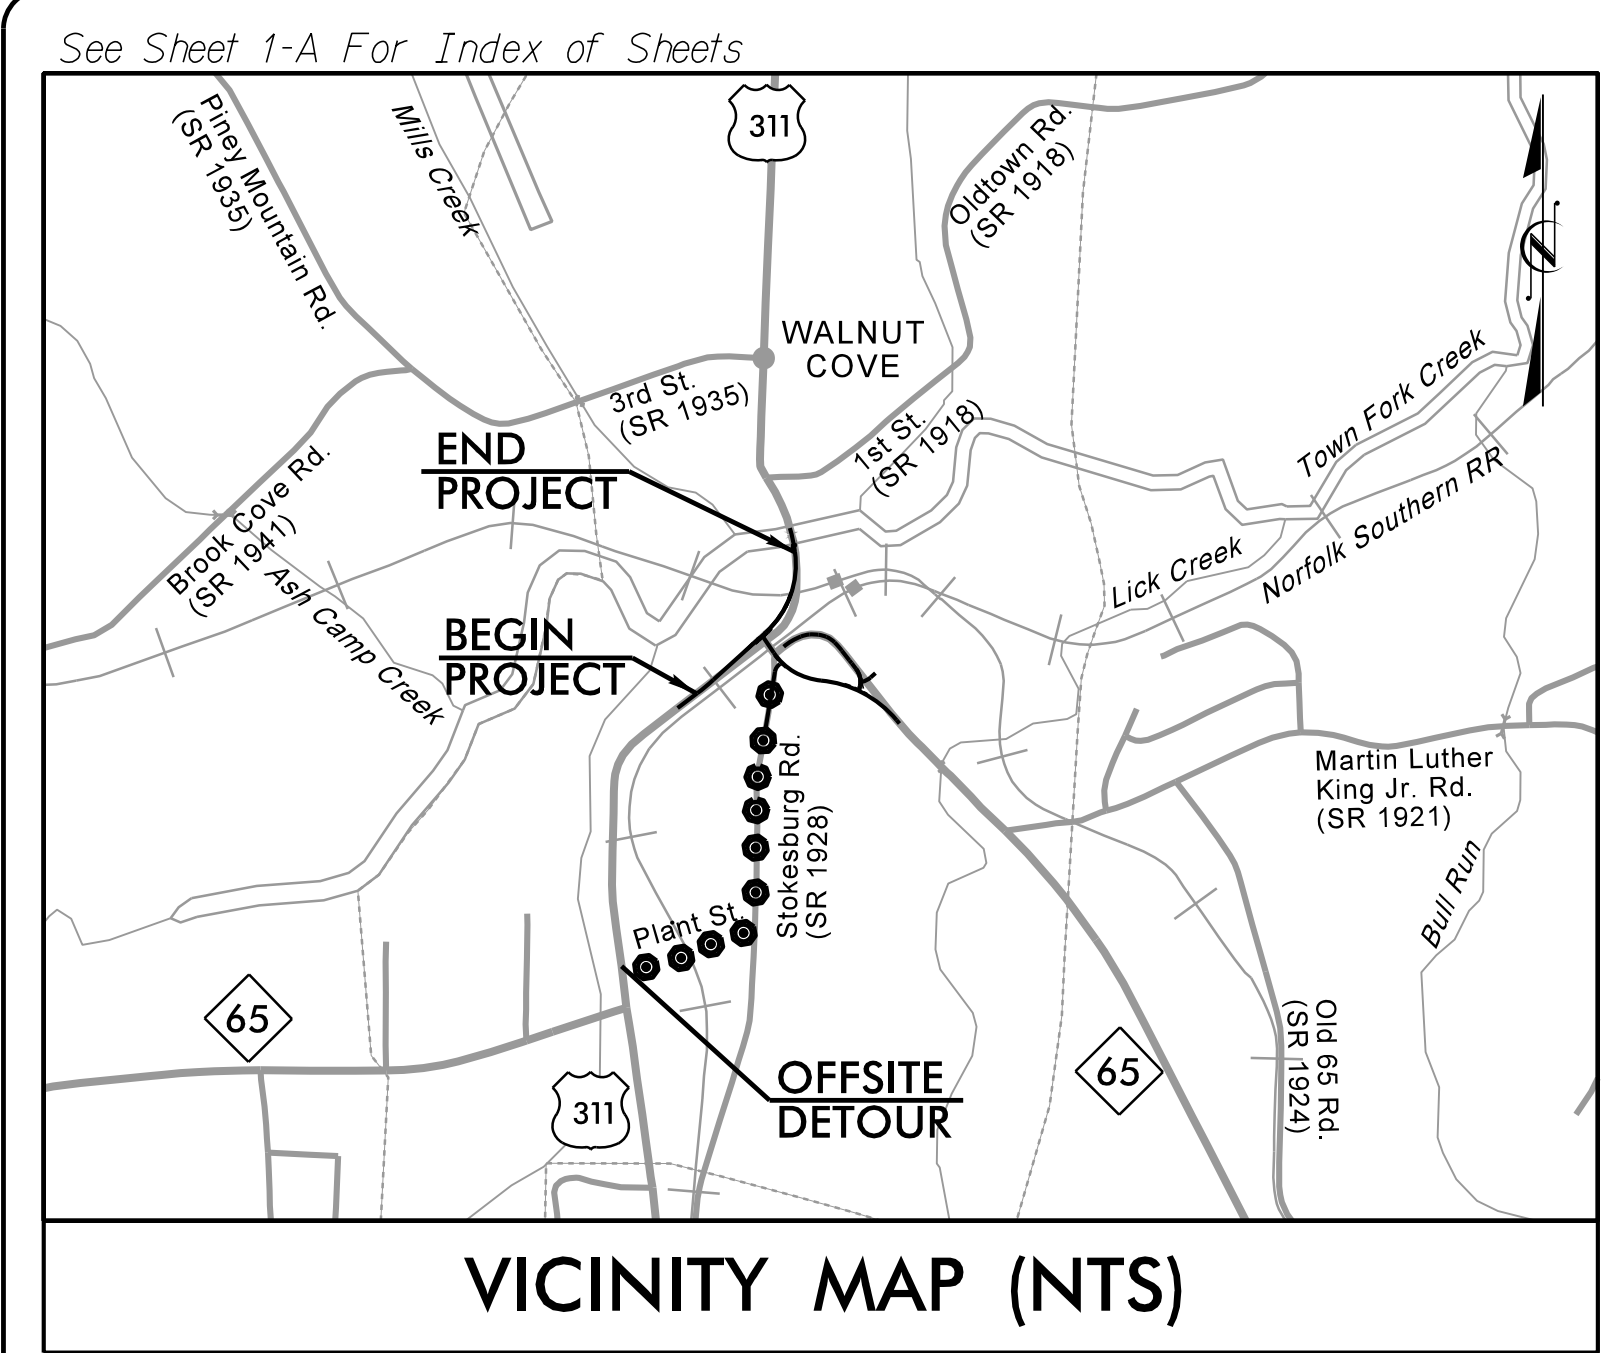 See Sheet 1-A For Index of Sheets
Piney Mountain Rd.
(SR 1935)
Mills Creek
311
Oldtown Rd.
(SR 1918)
N
WALNUT
COVE
3rd St.
(SR 1935)
1st St.
(SR 1918)
Town Fork Creek
Norfolk Southern RR
END
PROJECT
Brook Cove Rd.
(SR 1941)
Ash Camp Creek
Lick Creek
BEGIN
PROJECT
Stokesburg Rd.
(SR 1928)
Martin Luther
King Jr. Rd.
(SR 1921)
Bull Run
Plant St.
65
Old 65 Rd.
(SR 1924)
65
311
OFFSITE
DETOUR
VICINITY MAP (NTS)